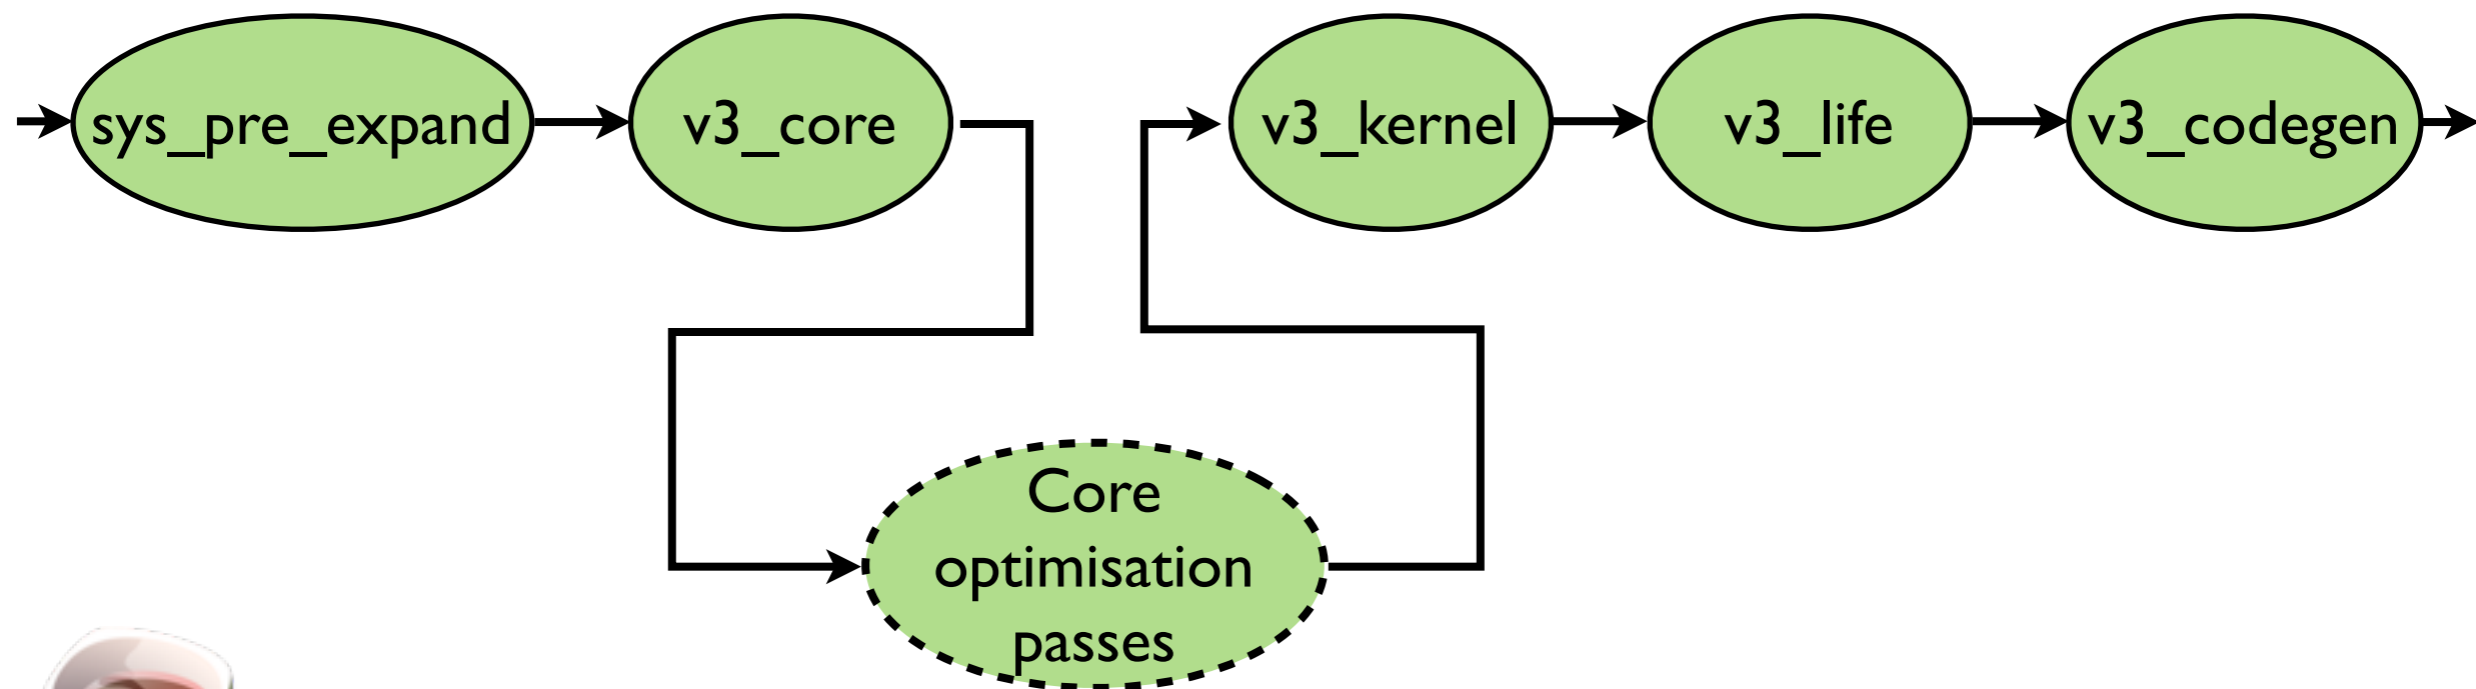 sys_pre_expand
v3_core
v3_kernel
v3_life
v3_codegen
Core
optimisation
passes